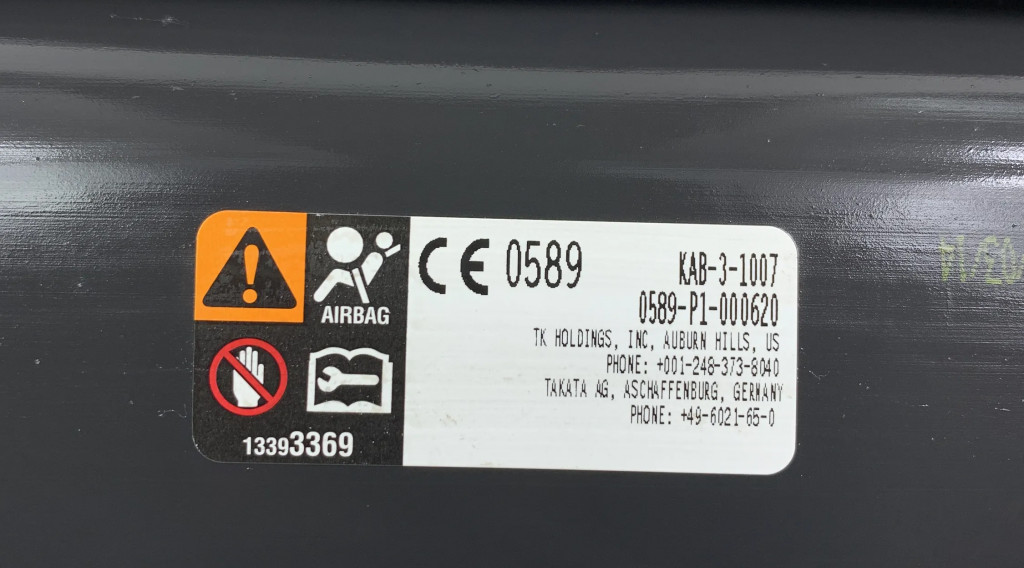 AIRBAG
13393369
CE 0589
KAB-3-1007
0589-P1-000620
TK HOLDINGS, INC, AUBURN HILLS, US
PHONE: +001-248-373-8040
TAKATA AG, ASCHAFFENBURG, GERMANY
PHONE: +49-6021-65-0